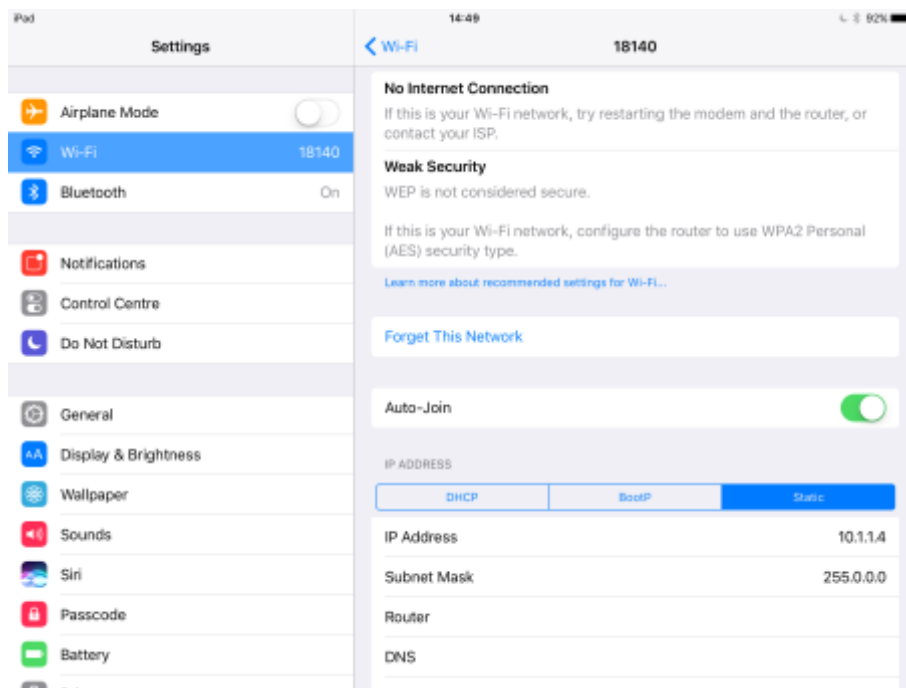 iPad
14:49
92%
Settings
Wi-Fi
18140
Airplane Mode
Wi-Fi 18140
Bluetooth On
Notifications
Control Centre
Do Not Disturb
General
Display & Brightness
AA
Wallpaper
Sounds
Siri
Passcode
Battery
No Internet Connection
If this is your Wi-Fi network, try restarting the modem and the router, or
contact your ISP.
Weak Security
WEP is not considered secure.
If this is your Wi-Fi network, configure the router to use WPA2 Personal
(AES) security type.
Learn more about recommended settings for Wi-Fi...
Forget This Network
Auto-Join
IP ADDRESS
DHCP BootP Static
IP Address 10.1.1.4
Subnet Mask 255.0.0.0
Router
DNS